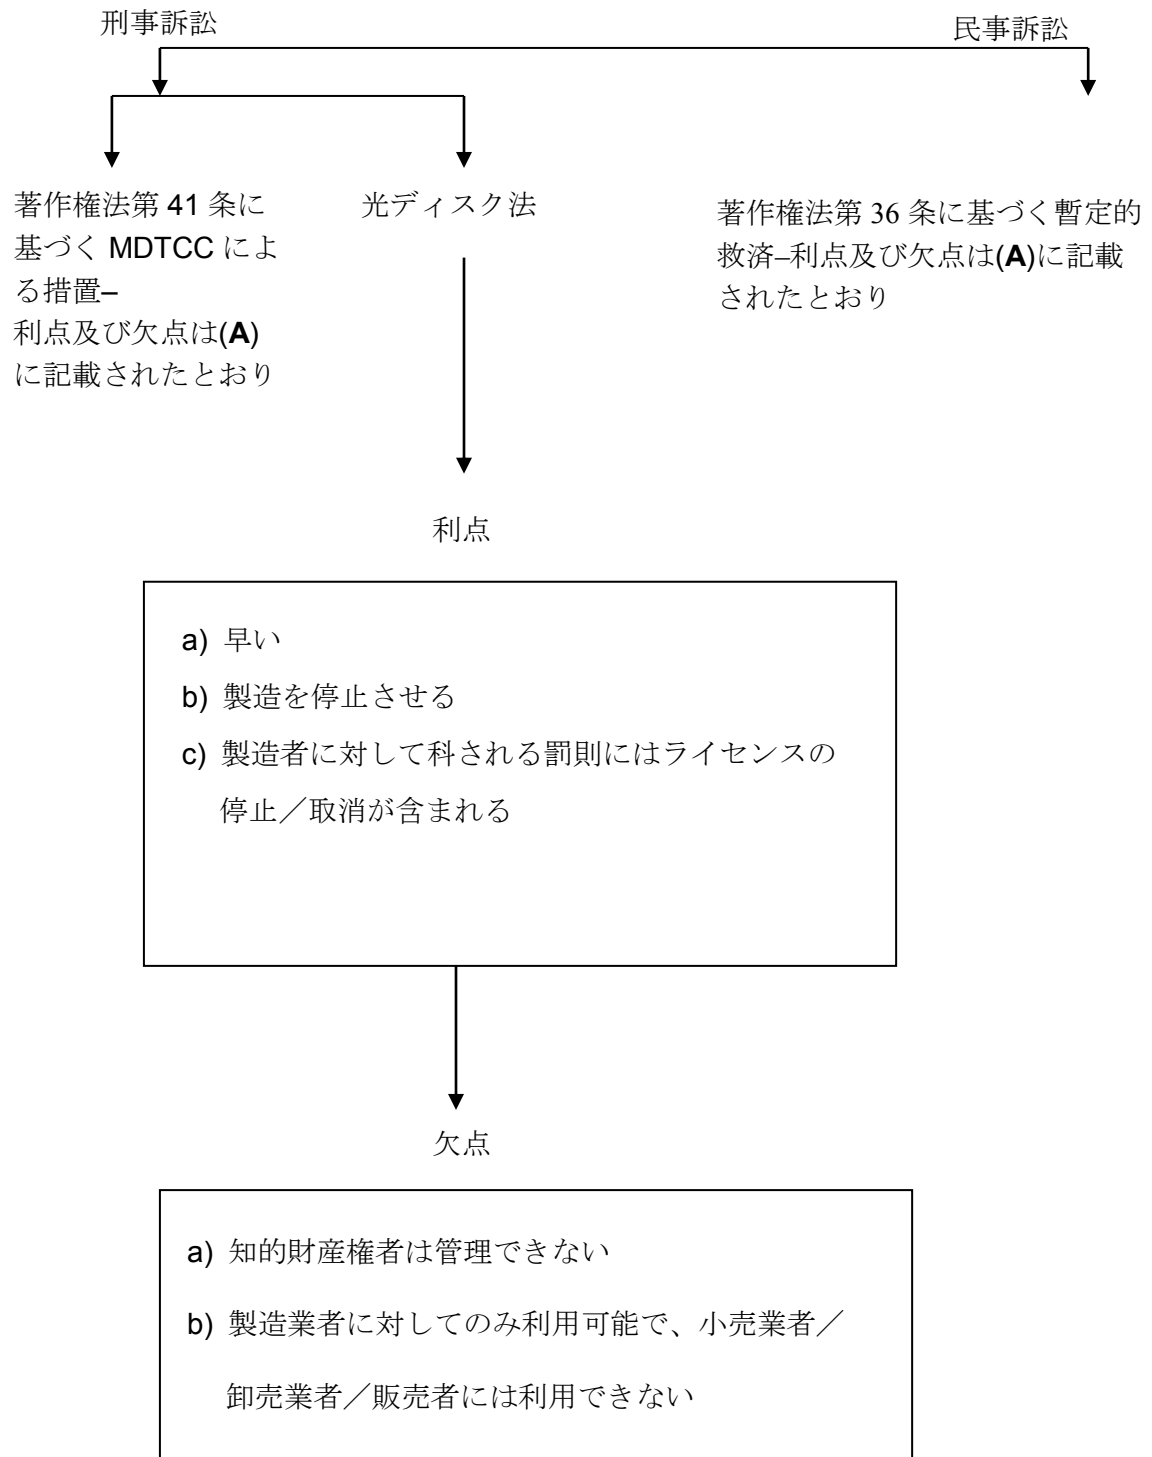 刑事訴訟
民事訴訟
著作権法第 41 条に
基づく MDTCC によ
る措置–
利点及び欠点は(A)
に記載されたとおり
光ディスク法
著作権法第 36 条に基づく暫定的
救済–利点及び欠点は(A)に記載
されたとおり
利点
a) 早い
b) 製造を停止させる
c) 製造者に対して科される罰則にはライセンスの
停止／取消が含まれる
欠点
a) 知的財産権者は管理できない
b) 製造業者に対してのみ利用可能で、小売業者／
卸売業者／販売者には利用できない